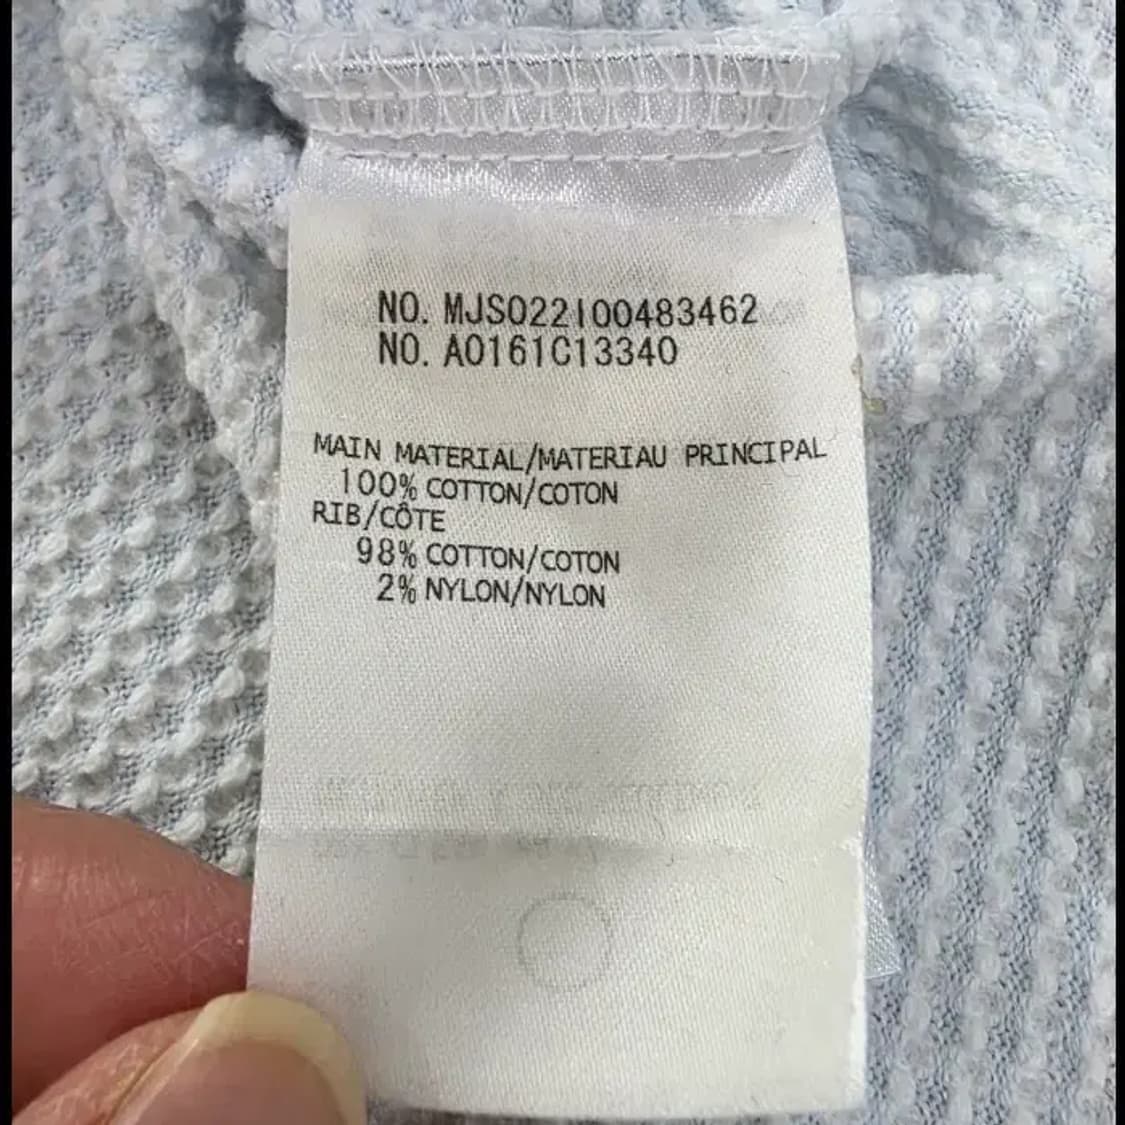 NO. MJS022I00483462
NO. A0161C13340
MAIN MATERIAL/MATERIAU PRINCIPAL
100% COTTON/COTON
RIB/CÔTE
98% COTTON/COTON
2% NYLON/NYLON